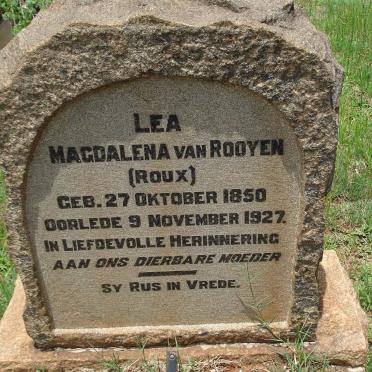 LEA
MAGDALENA VAN ROOYEN
(ROUX)
GEB. 27 OKTOBER 1850
OORLEDE 9 NOVEMBER 1927.
IN LIEFDEVOLLE HERINNERING
AAN ONS DIERBARE MOEDER
SY RUS IN VREDE.